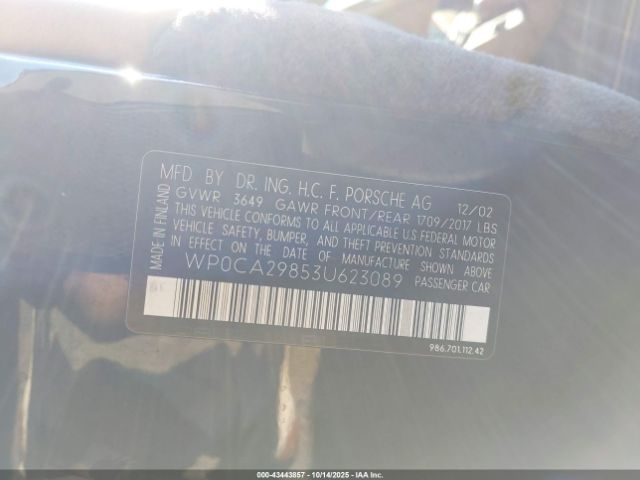 MFD BY DR. ING. H.C. F. PORSCHE AG 12/02
GVWR 3649 GAWR FRONT/REAR 1709/2017 LBS
THIS VEHICLE CONFORMS TO ALL APPLICABLE U.S. FEDERAL MOTOR
VEHICLE SAFETY, BUMPER, AND THEFT PREVENTION STANDARDS
IN EFFECT ON THE DATE OF MANUFACTURE SHOWN ABOVE
WP0CA29853U623089 PASSENGER CAR
MADE IN FINLAND
986.701.112.42
000-43443857 - 10/14/2025 - IAA Inc.